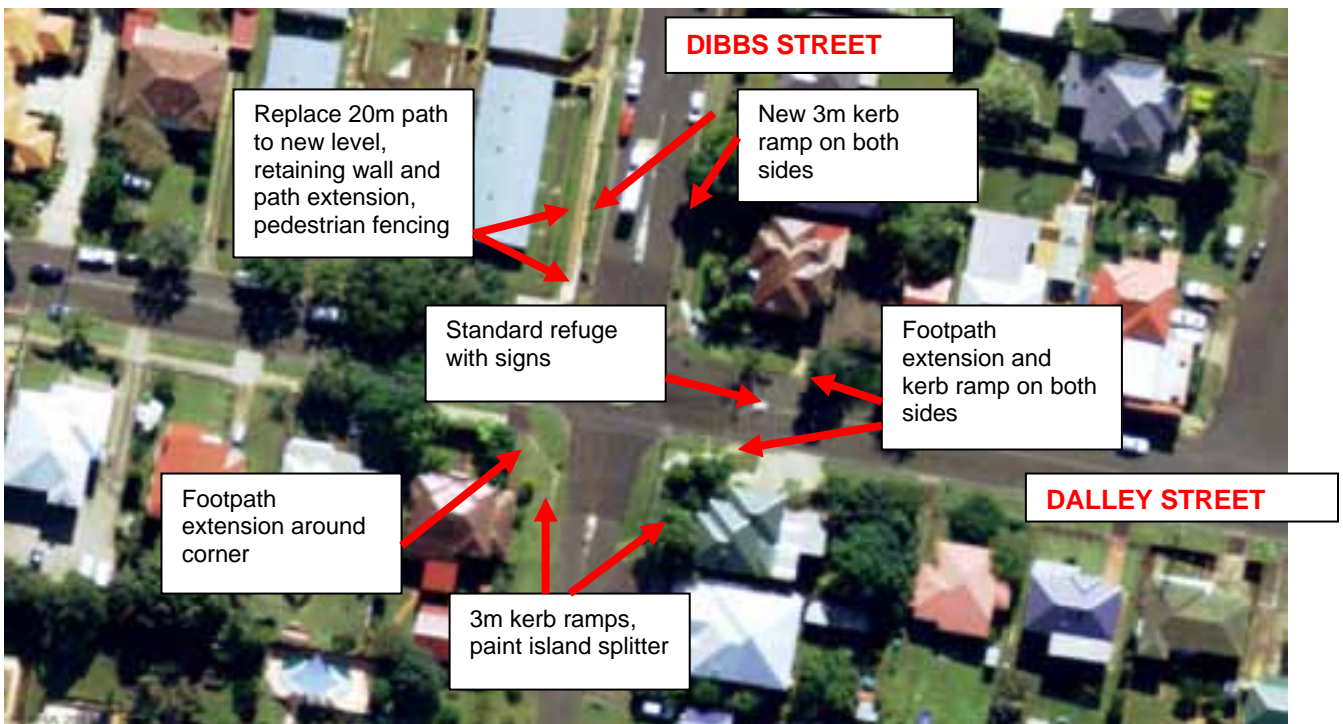 DIBBS STREET
Replace 20m path
to new level,
retaining wall and
path extension,
pedestrian fencing
New 3m kerb
ramp on both
sides
Standard refuge
with signs
Footpath
extension and
kerb ramp on both
sides
Footpath
extension around
corner
DALLEY STREET
3m kerb ramps,
paint island splitter